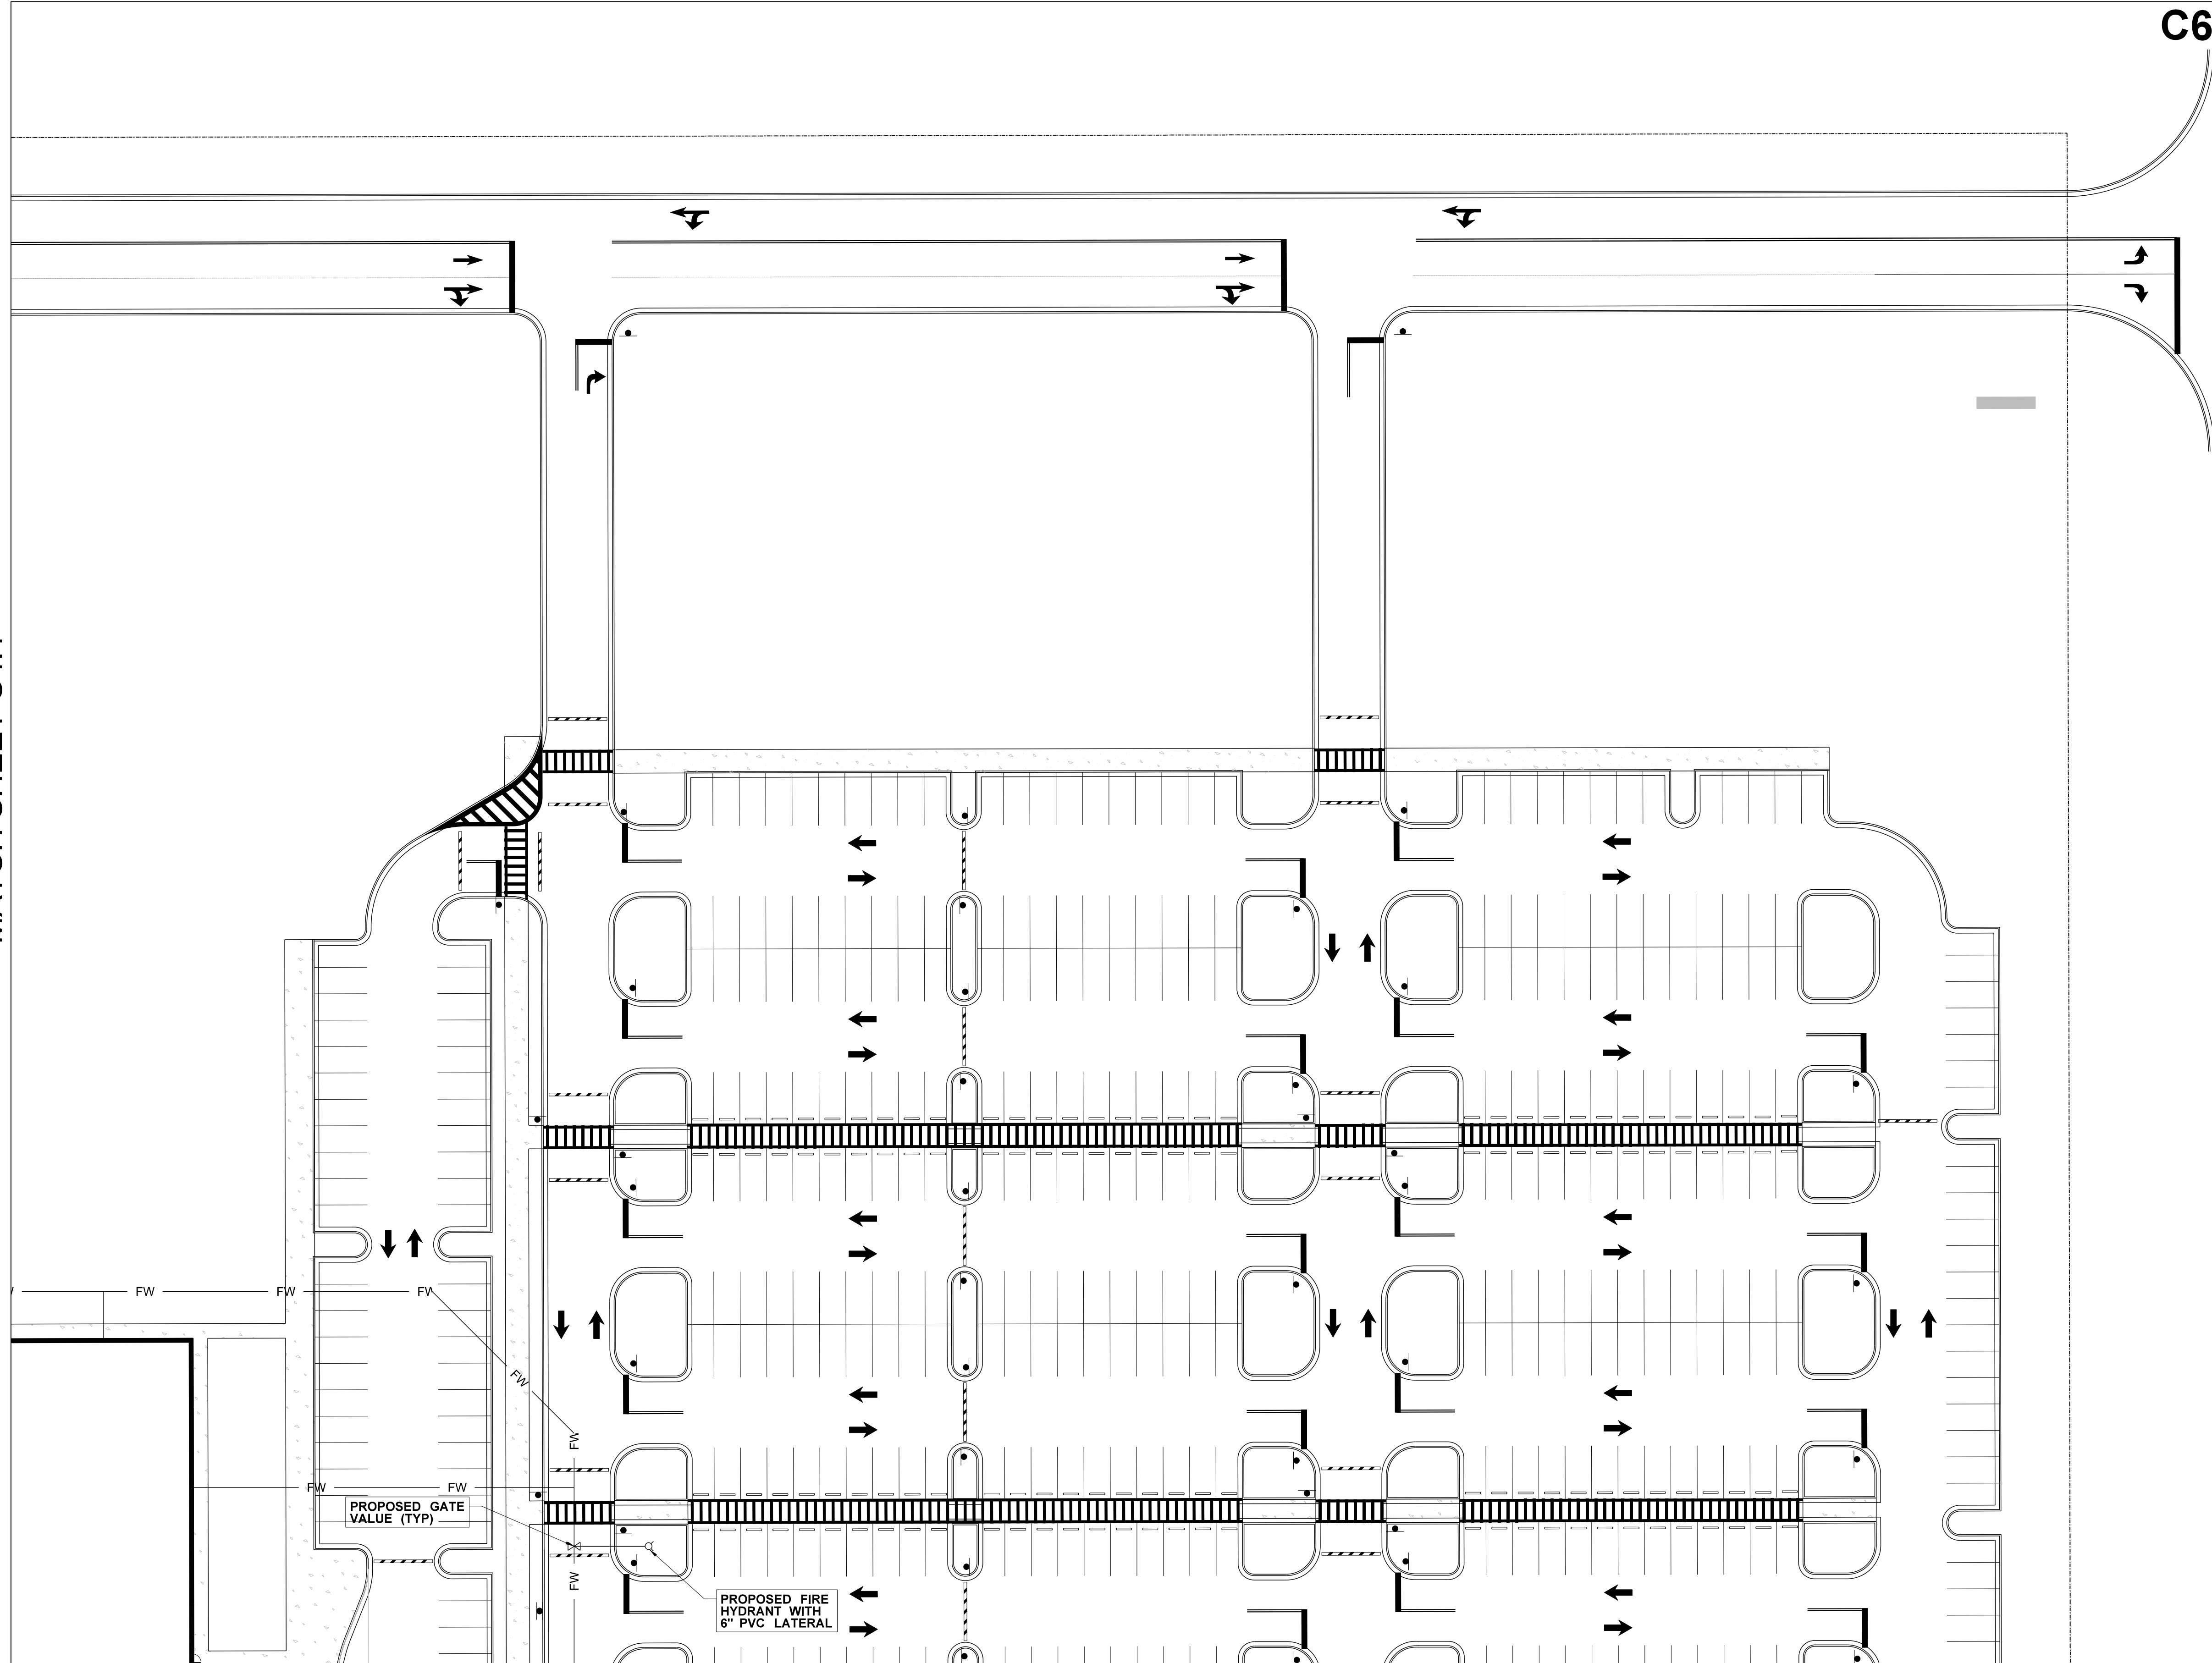 C6
FW
FW
FW
FW
FW
FW
FW
PROPOSED GATE
VALUE (TYP)
FW
PROPOSED FIRE
HYDRANT WITH
6" PVC LATERAL